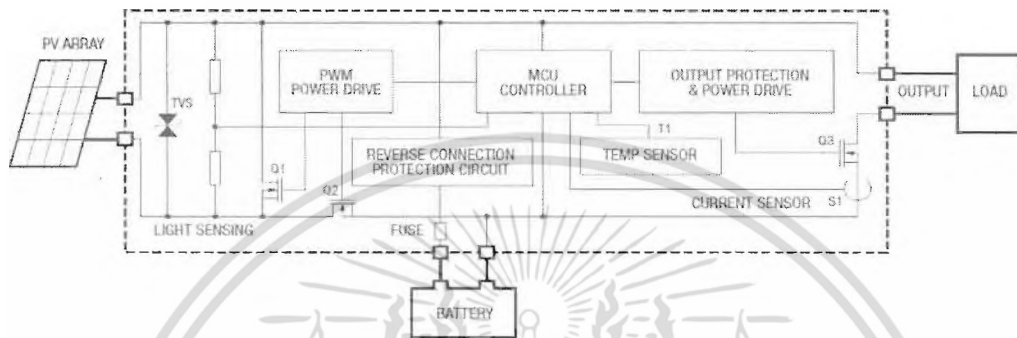 PV ARRAY
TVS
PWM
POWER DRIVE
MCU
CONTROLLER
OUTPUT PROTECTION
& POWER DRIVE
OUTPUT
LOAD
T1
Q3
Q1
REVERSE CONNECTION
PROTECTION CIRCUIT
TEMP SENSOR
Q2
CURRENT SENSOR
S1
LIGHT SENSING
FUSE
BATTERY